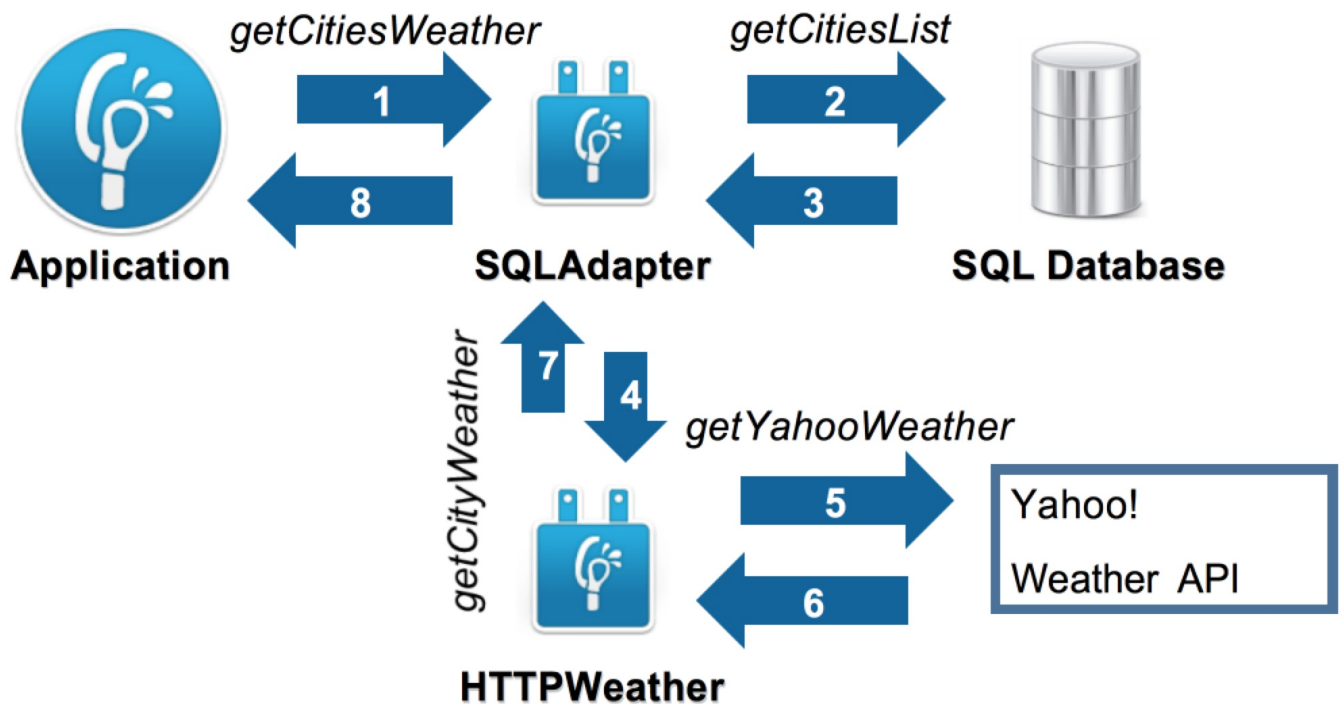 getCitiesWeather
getCitiesList
1
2
8
3
Application
SQLAdapter
SQL Database
getCityWeather
7
4
getYahooWeather
5
Yahoo!
Weather API
6
HTTPWeather